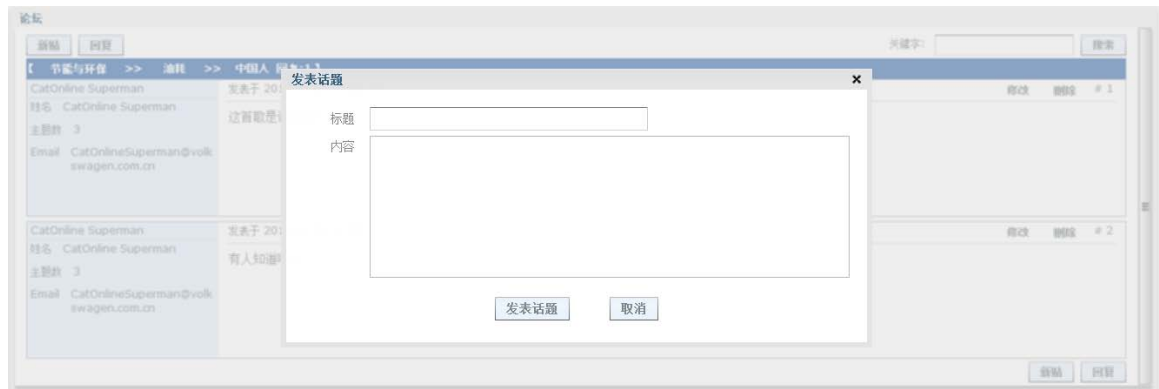 论坛
新帖 回复 关键字: 搜索
【 节能与环保 >> 油耗 >> 中国人
发表话题 ×
CatOnline Superman 发表于 201 修改 删除 # 1
姓名 CatOnline Superman
这首歌是
标题
主题数 3
内容
Email CatOnlineSuperman@volk
swagen.com.cn
CatOnline Superman 发表于 201 修改 删除 # 2
姓名 CatOnline Superman
有人知道
主题数 3
Email CatOnlineSuperman@volk
swagen.com.cn
发表话题 取消
新帖 回复